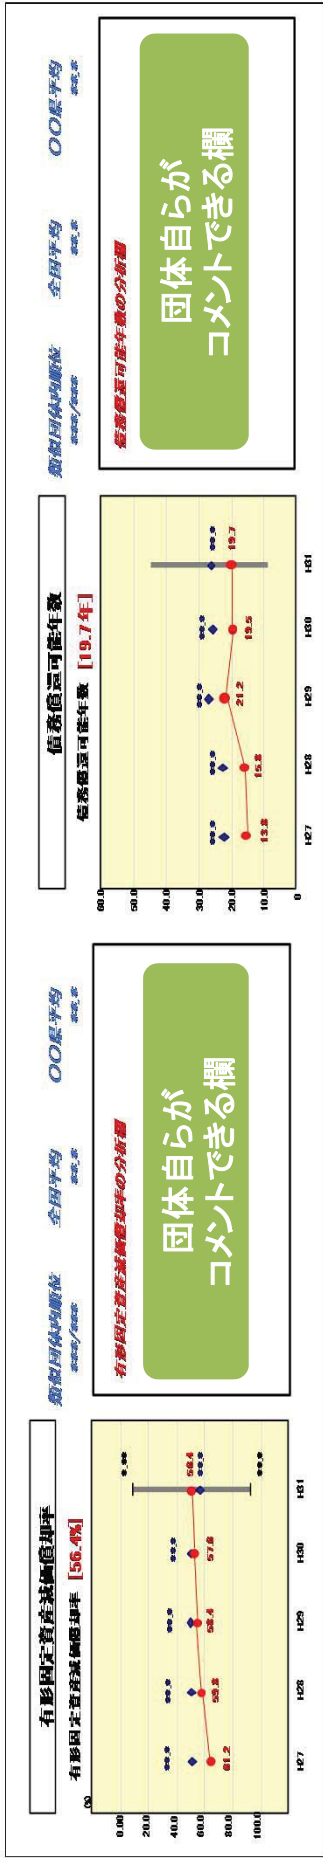 有形固定資産減価償却率
有形固定資産減価償却率 [56.4%]
(%)
0.00
20.0
40.0
60.0
80.0
100.0
**.*
**.*
**.*
**.*
*.**
**.*
**.*
61.2
59.8
58.4
57.8
56.4
H27
H28
H29
H30
H31
類似団体内順位
***/***
全国平均
**.*
〇〇県平均
**.*
有形固定資産減価償却率の分析欄
団体自らが
コメントできる欄
債務償還可能年数
債務償還可能年数 [19.7年]
60.0
50.0
40.0
30.0
20.0
10.0
0
**.*
**.*
**.*
**.*
**.*
13.8
15.8
21.2
19.5
19.7
H27
H28
H29
H30
H31
類似団体内順位
***/***
全国平均
**.*
〇〇県平均
**.*
債務償還可能年数の分析欄
団体自らが
コメントできる欄